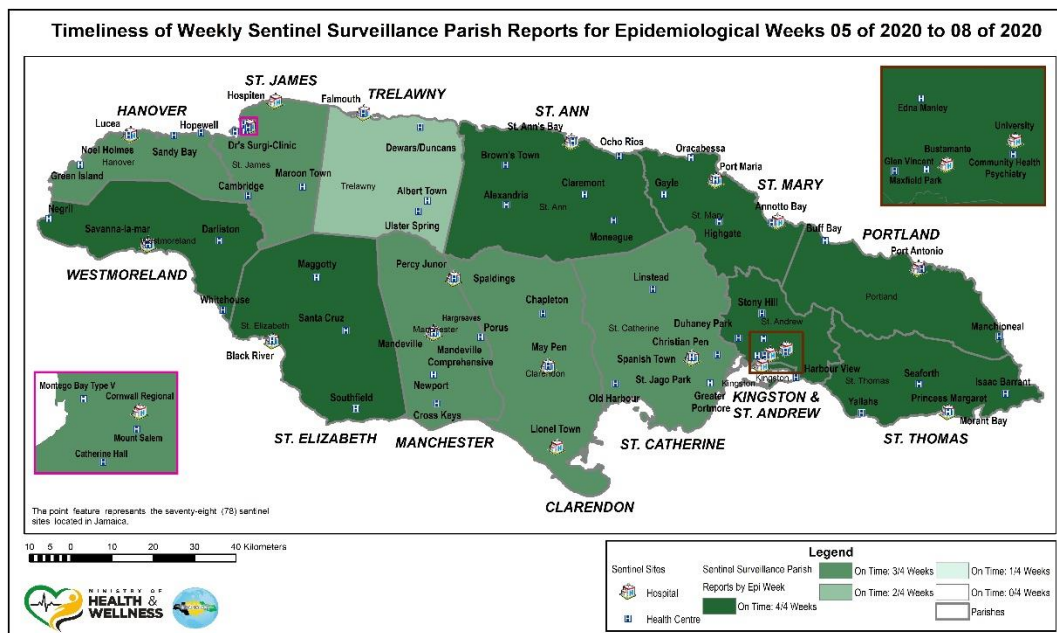 Timeliness of Weekly Sentinel Surveillance Parish Reports for Epidemiological Weeks 05 of 2020 to 08 of 2020
ST. JAMES
Hospiten
TRELAWNY
Falmouth
HANOVER
Lucea
Hopewell
Noel Holmes
Hanover
Sandy Bay
Green Island
Dr's Surgi-Clinic
St. James
Maroon Town
Cambridge
Dewars/Duncans
Trelawny
Albert Town
Ulster Spring
ST. ANN
St. Ann's Bay
Ocho Rios
Brown's Town
Alexandria
Claremont
St. Ann
Moneague
Oracabessa
Port Maria
Gayle
ST. MARY
St. Mary
Highgate
Annotto Bay
Buff Bay
PORTLAND
Port Antonio
Portland
Manchioneal
Edna Manley
University
Bustamante
Glen Vincent
Community Health
Psychiatry
Maxfield Park
Negril
Savanna-la-mar
Darliston
Westmoreland
WESTMORELAND
Whitehouse
Maggotty
Santa Cruz
St. Elizabeth
Black River
Southfield
ST. ELIZABETH
Percy Junor
Spaldings
Hargreaves
Manchester
Mandeville
Porus
Mandeville
Comprehensive
Newport
Cross Keys
MANCHESTER
Chapleton
May Pen
Clarendon
Lionel Town
CLARENDON
Linstead
St. Catherine
Duhaney Park
Christian Pen
Spanish Town
St. Jago Park
Old Harbour
Greater
Portmore
ST. CATHERINE
Stony Hill
St. Andrew
Kingston
Kingston
Harbour View
KINGSTON &
ST. ANDREW
St. Thomas
Seaforth
Isaac Barrant
Yallahs
Princess Margaret
Morant Bay
ST. THOMAS
Montego Bay Type V
Cornwall Regional
Mount Salem
Catherine Hall
The point feature represents the seventy-eight (78) sentinel
sites located in Jamaica.
10 5 0 10 20 30 40 Kilometers
MINISTRY OF
HEALTH &
WELLNESS
Legend
Sentinel Sites
Hospital
Health Centre
Sentinel Surveillance Parish
Reports by Epi Week
On Time: 4/4 Weeks
On Time: 3/4 Weeks
On Time: 2/4 Weeks
On Time: 1/4 Weeks
On Time: 0/4 Weeks
Parishes